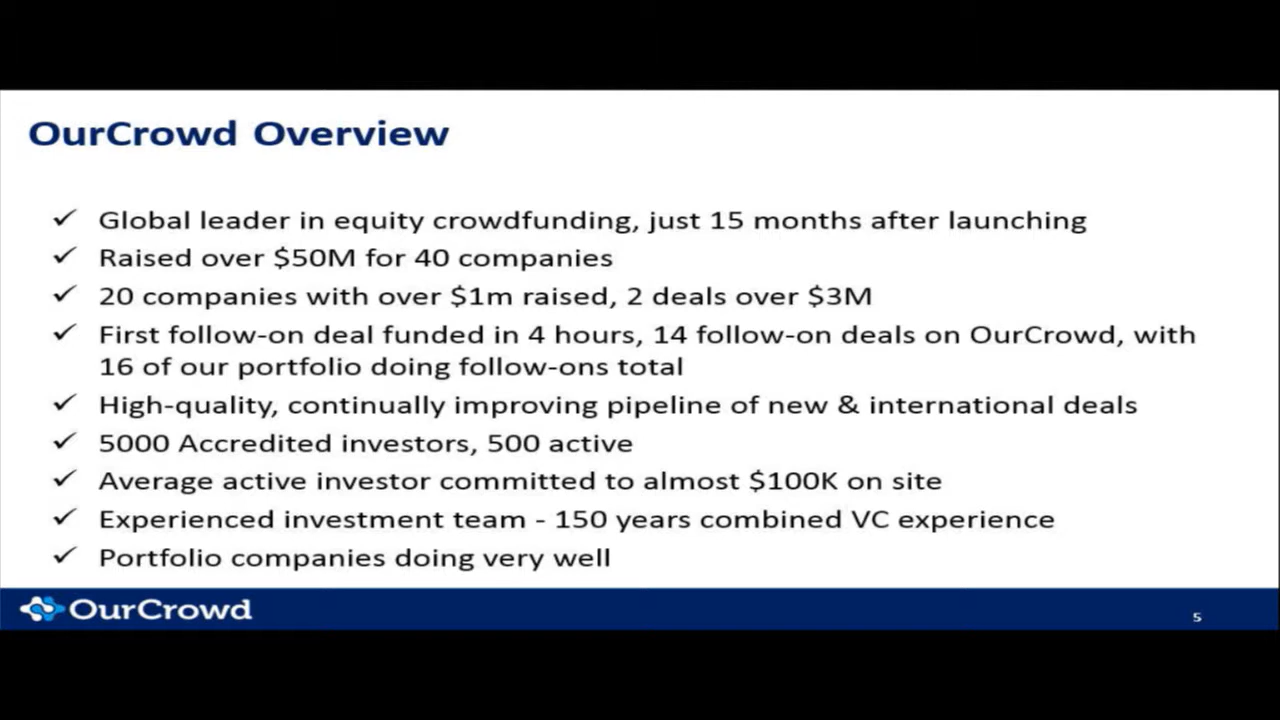 OurCrowd Overview
✓ Global leader in equity crowdfunding, just 15 months after launching
✓ Raised over $50M for 40 companies
✓ 20 companies with over $1m raised, 2 deals over $3M
✓ First follow-on deal funded in 4 hours, 14 follow-on deals on OurCrowd, with
16 of our portfolio doing follow-ons total
✓ High-quality, continually improving pipeline of new & international deals
✓ 5000 Accredited investors, 500 active
✓ Average active investor committed to almost $100K on site
✓ Experienced investment team - 150 years combined VC experience
✓ Portfolio companies doing very well
OurCrowd
5